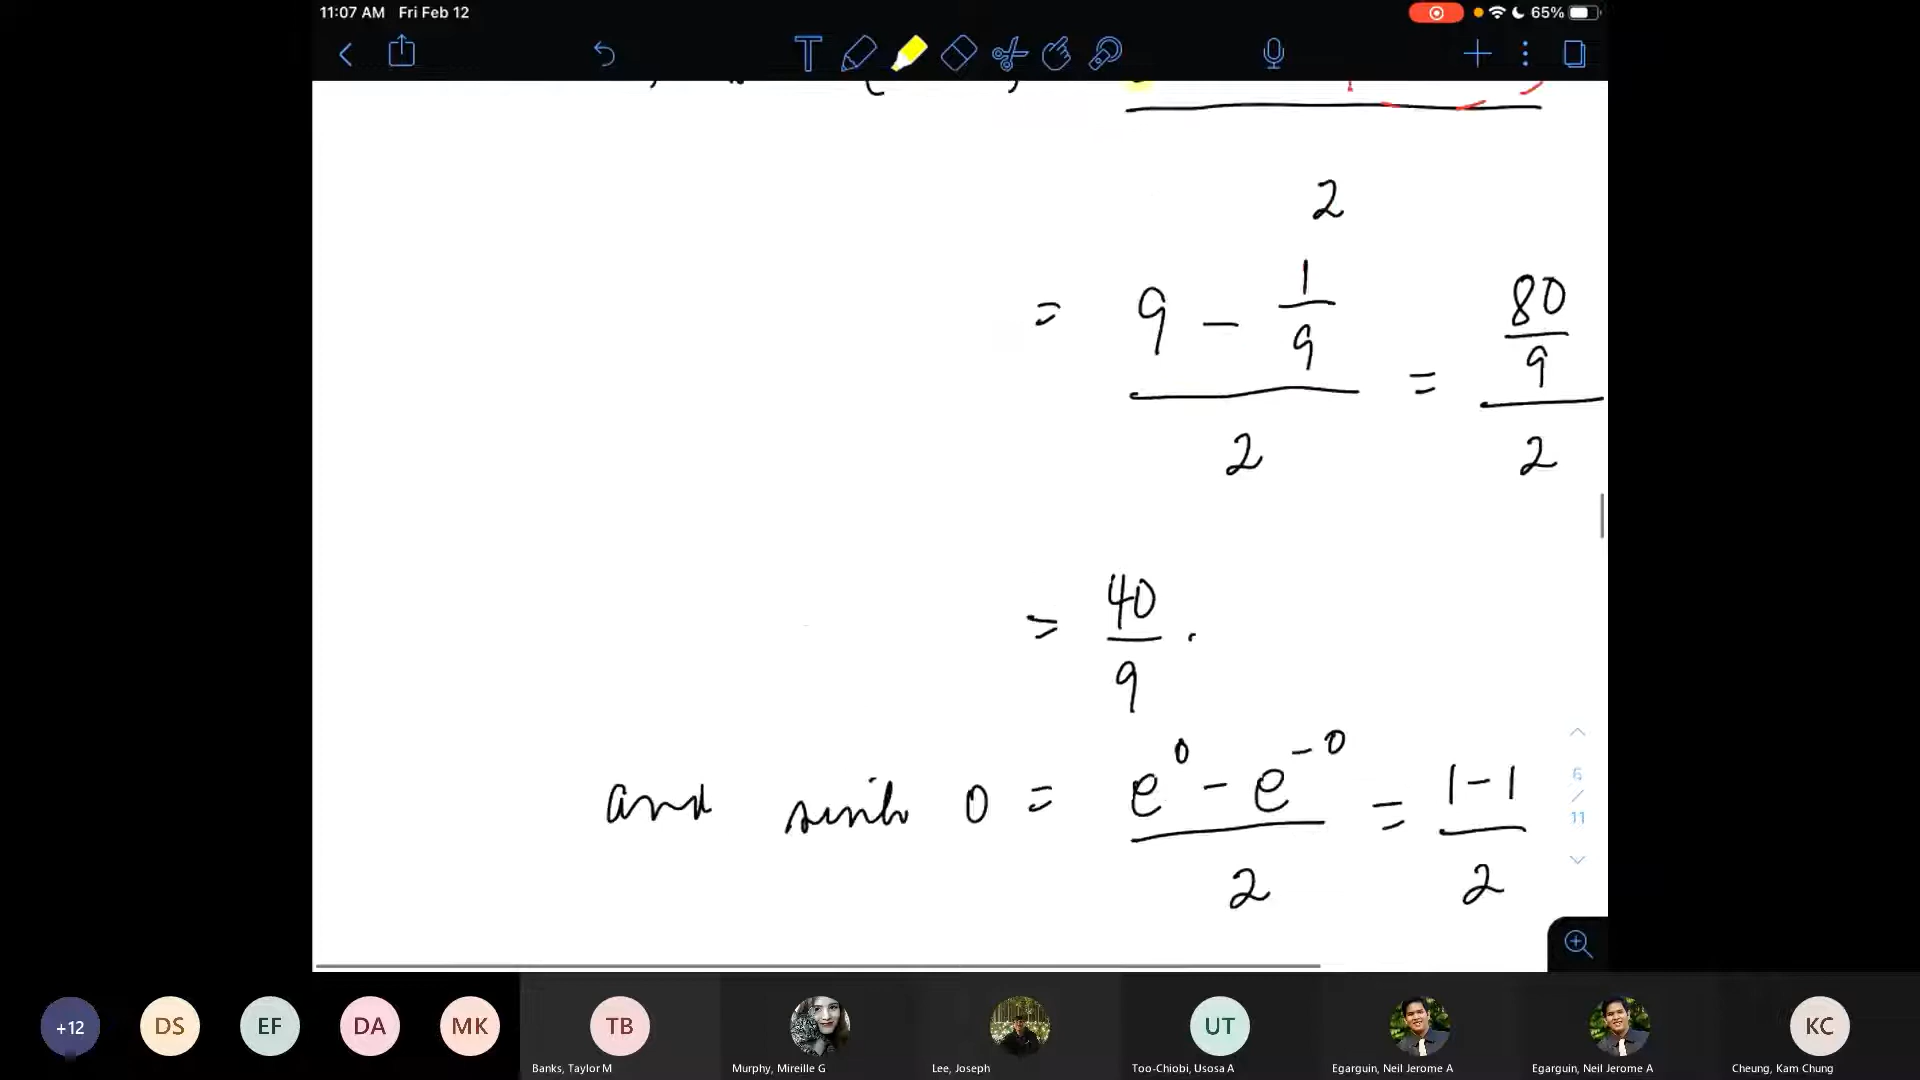 11:07 AM Fri Feb 12
65%
2
= 9 - 1/9 = 80/9
2 2
= 40/9 .
and sinh 0 = e^0 - e^-0 = 1-1
2 2
6
/
11
+12
DS
EF
DA
MK
TB
UT
KC
Banks, Taylor M
Murphy, Mireille G
Lee, Joseph
Too-Chiobi, Usosa A
Egarguin, Neil Jerome A
Egarguin, Neil Jerome A
Cheung, Kam Chung